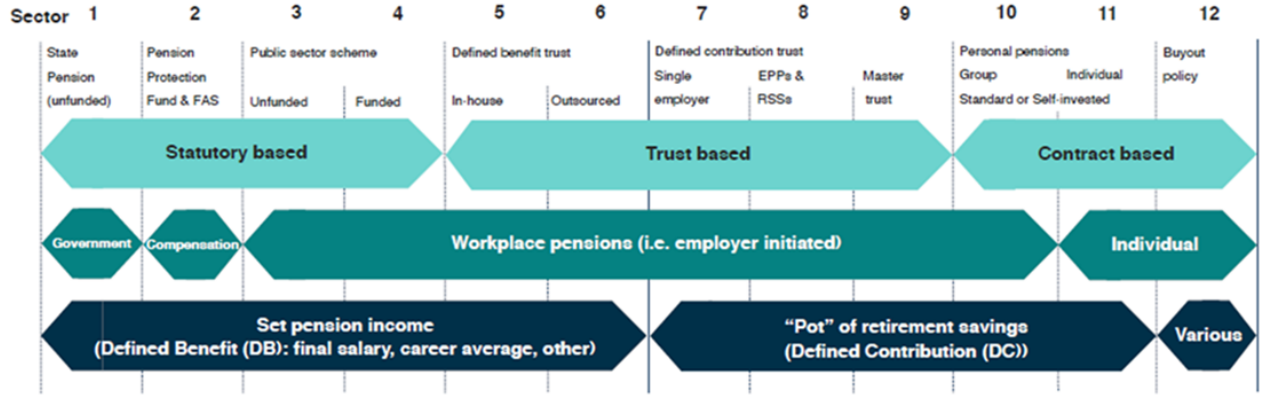 Sector 1 2 3 4 5 6 7 8 9 10 11 12
State
Pension
(unfunded)
Pension
Protection
Fund & FAS
Public sector scheme
Unfunded
Funded
Defined benefit trust
In-house
Outsourced
Defined contribution trust
Single
employer
EPPs &
RSSs
Master
trust
Personal pensions
Group
Individual
Standard or Self-invested
Buyout
policy
Statutory based
Trust based
Contract based
Government
Compensation
Workplace pensions (i.e. employer initiated)
Individual
Set pension income
(Defined Benefit (DB): final salary, career average, other)
“Pot” of retirement savings
(Defined Contribution (DC))
Various